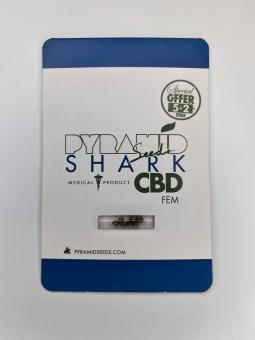 Special
OFFER
5+2
FREE
PYRAMID
Seeds
SHARK
MEDICAL PRODUCT CBD
FEM
PYRAMIDSEEDS.COM